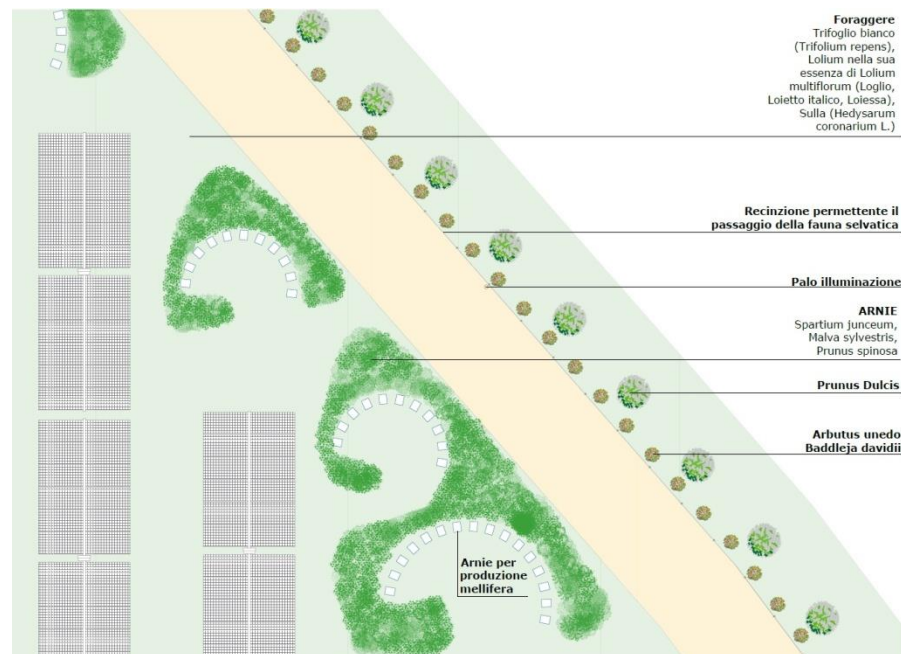 Foraggere
Trifoglio bianco
(Trifolium repens),
Lolium nella sua
essenza di Lolium
multiflorum (Loglio,
Loietto italico, Loiessa),
Sulla (Hedysarum
coronarium L.)
Recinzione permettente il
passaggio della fauna selvatica
Palo illuminazione
ARNIE
Spartium junceum,
Malva sylvestris,
Prunus spinosa
Prunus Dulcis
Arbutus unedo
Baddleja davidii
Arnie per
produzione
mellifera